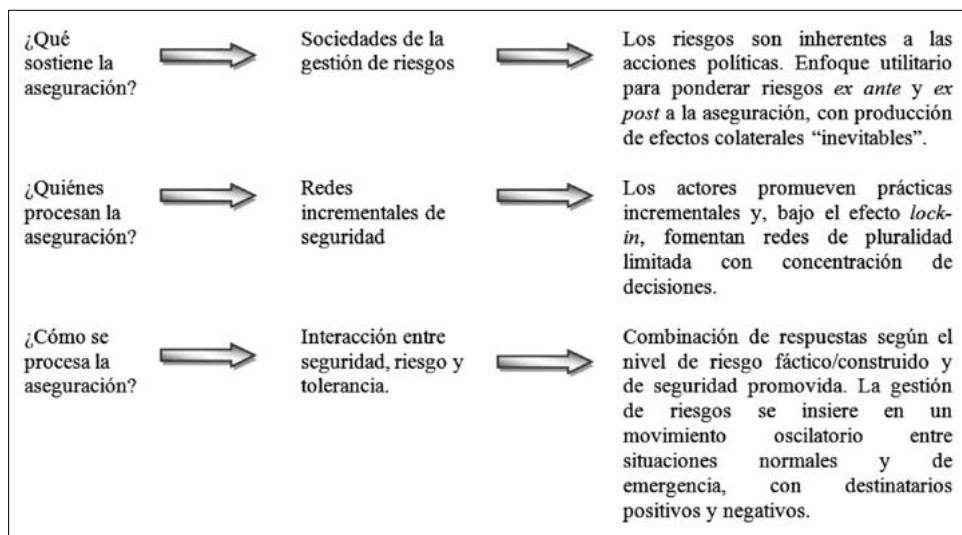 ¿Qué
sostiene la
aseguración?
Sociedades de la
gestión de riesgos
Los riesgos son inherentes a las
acciones políticas. Enfoque utilitario
para ponderar riesgos ex ante y ex
post a la aseguración, con producción
de efectos colaterales “inevitables”.
¿Quiénes
procesan la
aseguración?
Redes
incrementales de
seguridad
Los actores promueven prácticas
incrementales y, bajo el efecto lock-
in, fomentan redes de pluralidad
limitada con concentración de
decisiones.
¿Cómo se
procesa la
aseguración?
Interacción entre
seguridad, riesgo y
tolerancia.
Combinación de respuestas según el
nivel de riesgo fáctico/construido y
de seguridad promovida. La gestión
de riesgos se insiere en un
movimiento oscilatorio entre
situaciones normales y de
emergencia, con destinatarios
positivos y negativos.